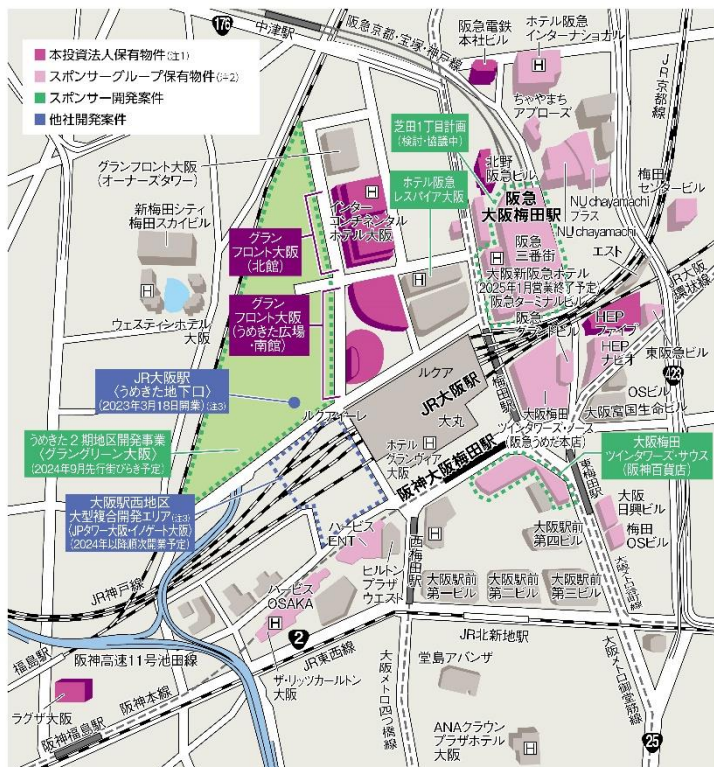 本投資法人保有物件(注1)
スポンサーグループ保有物件(注2)
スポンサー開発案件
他社開発案件
176
中津駅
阪急京都・宝塚・神戸線
阪急電鉄
本社ビル
ホテル阪急
インターナショナル
H
ちゃやまち
アプローズ
JR京都線
芝田1丁目計画
(検討・協議中)
グランフロント大阪
(オーナーズタワー)
北野
阪急ビル
梅田
センタービル
新梅田シティ
梅田スカイビル
H
インター
コンチネンタル
ホテル大阪
ホテル阪急
レスパイア大阪
阪急
大阪梅田駅
NU chayamachi
プラス
NU chayamachi
グラン
フロント大阪
(北館)
阪急
三番街
エスト
H
H
大阪新阪急ホテル
(2025年1月営業終了予定)
阪急ターミナルビル
JR大阪
環状線
H
ウェスティンホテル
大阪
グラン
フロント大阪
(うめきた広場
・南館)
阪急
グランドビル
HEP
ファイブ
HEP
ナビオ
東阪急ビル
423
ルクア
梅田駅
JR大阪駅
OSビル
大阪富国生命ビル
JR大阪駅
〈うめきた地下口〉
(2023年3月18日開業)(注3)
ルクアイーレ
大丸
うめきた2期地区開発事業
〈グラングリーン大阪〉
(2024年9月先行街びらき予定)
ホテル
グランヴィア
大阪
H
大阪梅田
ツインタワーズ・ノース
(阪急うめだ本店)
阪神大阪梅田駅
大阪梅田
ツインタワーズ・サウス
(阪神百貨店)
東梅田駅
大阪駅西地区
大型複合開発エリア(注3)
〈JPタワー大阪・イノゲート大阪〉
(2024年以降順次開業予定)
大阪
日興ビル
ハービス
ENT
H
西梅田駅
大阪駅前
第四ビル
梅田
OSビル
ヒルトン
プラザ
ウエスト
JR神戸線
大阪駅前
第一ビル
大阪駅前
第二ビル
大阪駅前
第三ビル
大阪メトロ谷町線
ハービス
OSAKA
H
2
JR北新地駅
福島駅
阪神高速11号池田線
JR東西線
ザ・リッツカールトン
大阪
堂島アバンザ
大阪メトロ四つ橋線
大阪メトロ御堂筋線
阪神本線
ラグザ大阪
阪神福島駅
ANAクラウン
プラザホテル
大阪
H
25